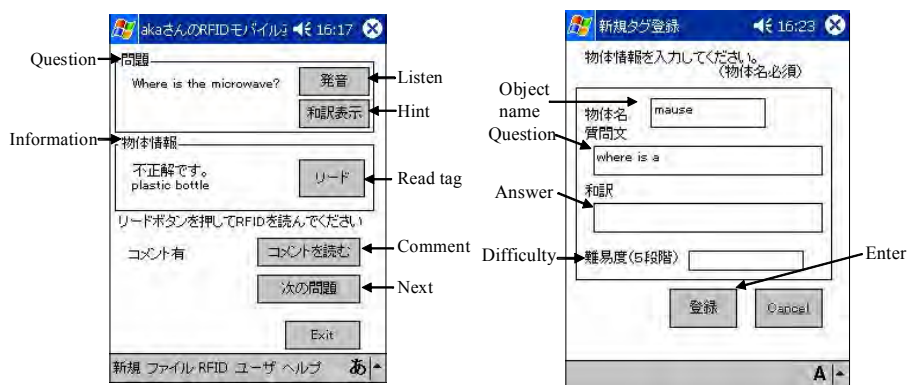 akaさんのRFIDモバイル 16:17
Question
問題
Where is the microwave?
発音
Listen
和訳表示
Hint
Information
物体情報
不正解です。
plastic bottle
リード
Read tag
リードボタンを押してRFIDを読んでください
コメント有
コメントを読む
Comment
次の問題
Next
Exit
新規 ファイル RFID ユーザ ヘルプ あ
新規タグ登録 16:23
物体情報を入力してください。
(物体名必須)
Object
name
物体名
mause
Question
質問文
where is a
Answer
和訳
Difficulty
難易度(5段階)
Enter
登録
Cancel
A